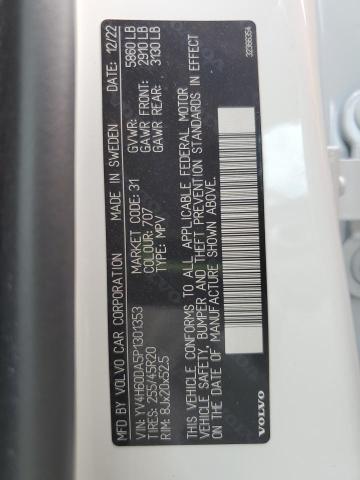 MFD BY VOLVO CAR CORPORATION MADE IN SWEDEN DATE: 12/22
VIN: YV4H60DA5P1301353 MARKET CODE: 31 GVWR: 5860 LB
TIRES: 255/45R20 COLOUR: 707 GAWR FRONT: 2910 LB
RIM: 8Jx20x52.5 TYPE: MPV GAWR REAR: 3130 LB
THIS VEHICLE CONFORMS TO ALL APPLICABLE FEDERAL MOTOR
VEHICLE SAFETY, BUMPER AND THEFT PREVENTION STANDARDS IN EFFECT
ON THE DATE OF MANUFACTURE SHOWN ABOVE.
VOLVO 32366354